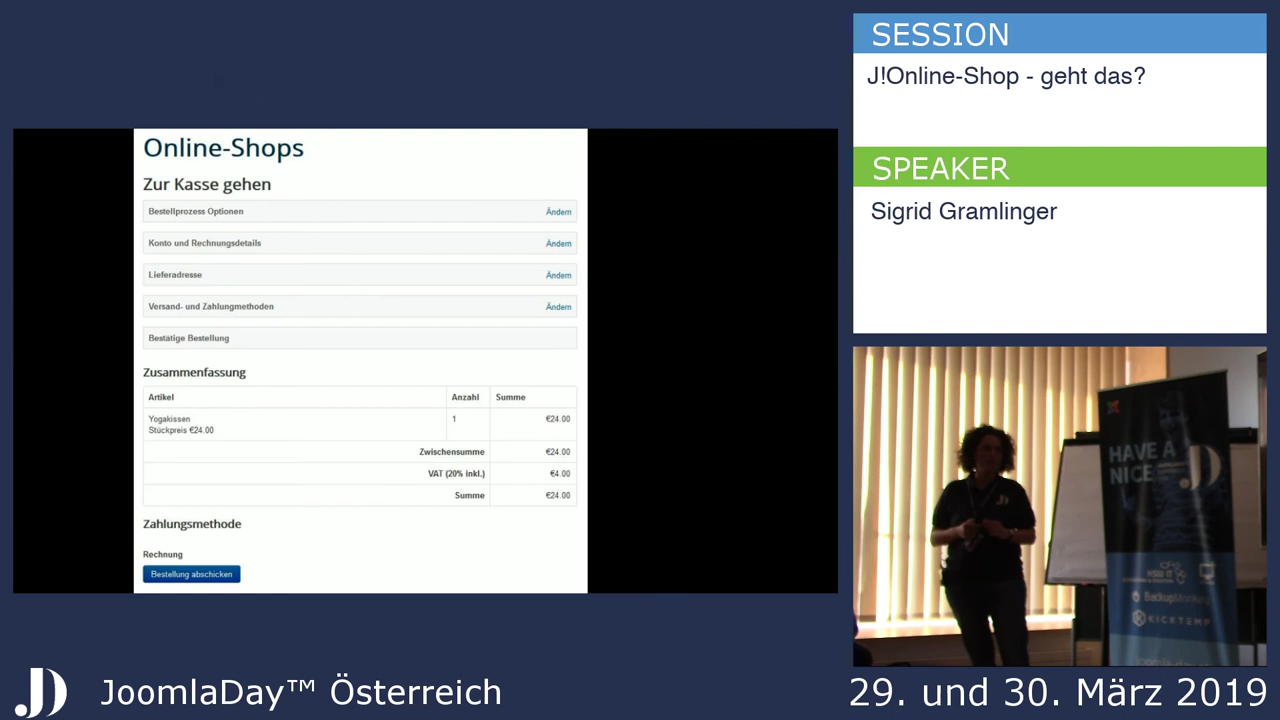 SESSION
J!Online-Shop - geht das?
SPEAKER
Sigrid Gramlinger
Online-Shops
Zur Kasse gehen
Bestellprozess Optionen Ändern
Konto und Rechnungsdetails Ändern
Lieferadresse Ändern
Versand- und Zahlungmethoden Ändern
Bestätige Bestellung
Zusammenfassung
Artikel Anzahl Summe
Yogakissen 1 €24.00
Stückpreis €24.00
Zwischensumme €24.00
VAT (20% inkl.) €4.00
Summe €24.00
Zahlungsmethode
Rechnung
Bestellung abschicken
HAVE A
NICE
BackupMonkey
KICKTEMP
JoomlaDay™ Österreich
29. und 30. März 2019